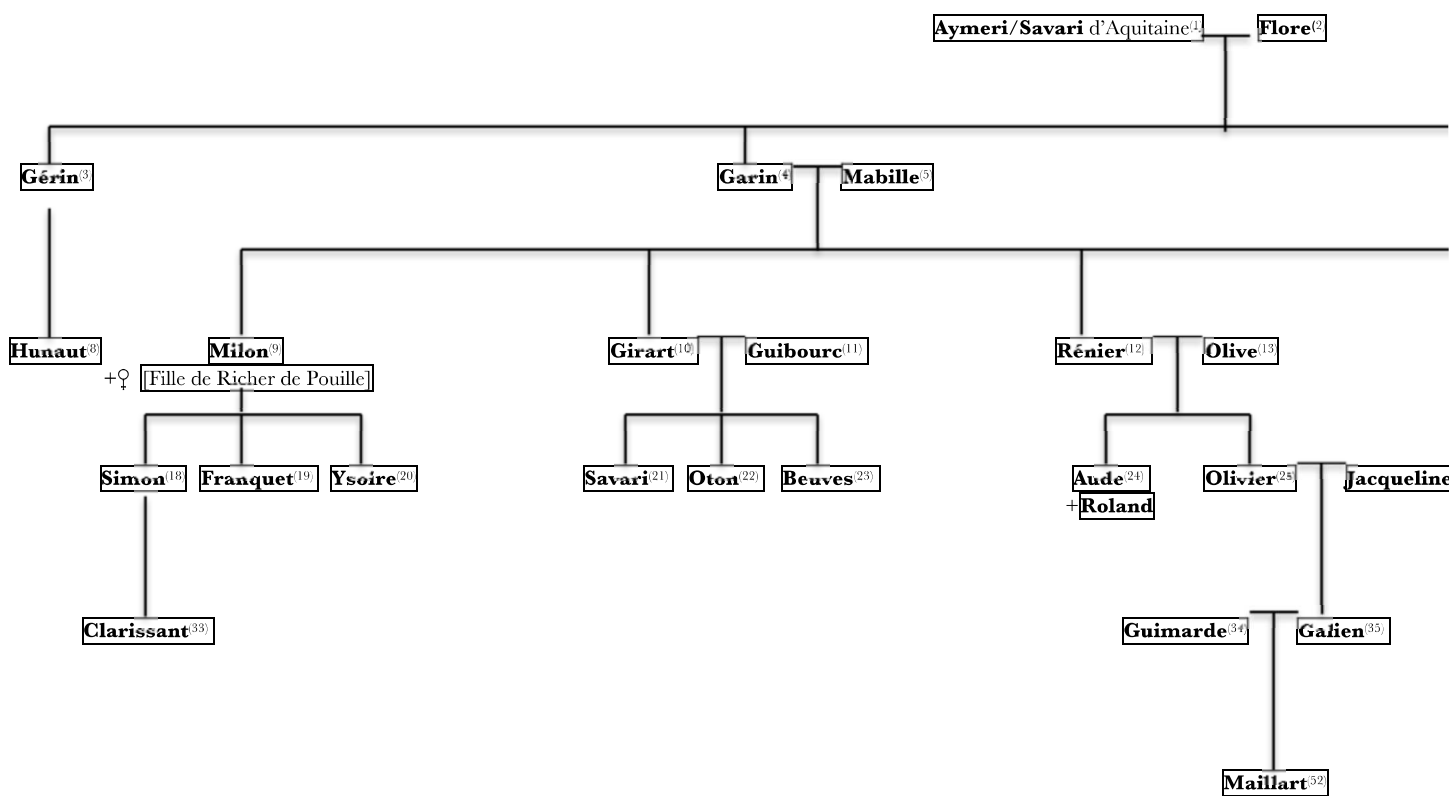 Aymeri/Savari d'Aquitaine(1) Flore(2)
Gérin(3) Garin(4) Mabille(5)
Hunaut(8) Milon(9) Girart(10) Guibourc(11) Rénier(12) Olive(13)
+♀ [Fille de Richer de Pouille]
Simon(18) Franquet(19) Ysoire(20) Savari(21) Oton(22) Beuves(23) Aude(24) Olivier(25) Jacqueline
+Roland
Clarissant(33) Guimarde(34) Galien(35)
Maillart(52)